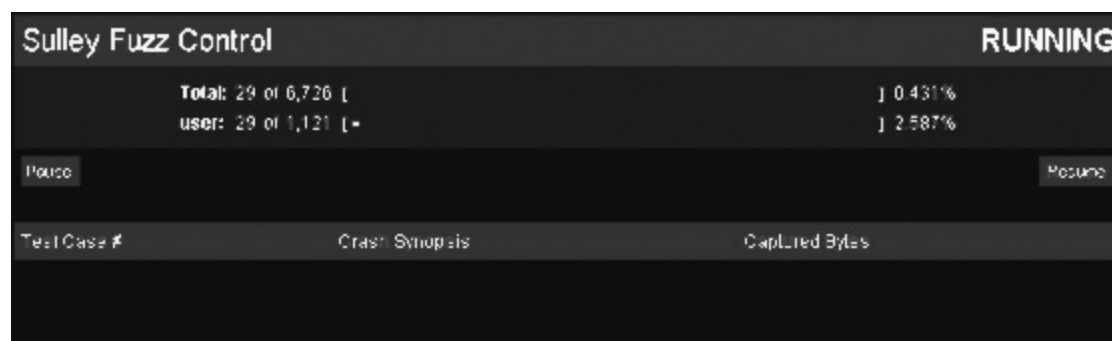 Sulley Fuzz Control RUNNING
Total: 29 of 6,726 [ ] 0.431%
user: 29 of 1,121 [= ] 2.587%
Pause Resume
Test Case # Crash Synopsis Captured Bytes